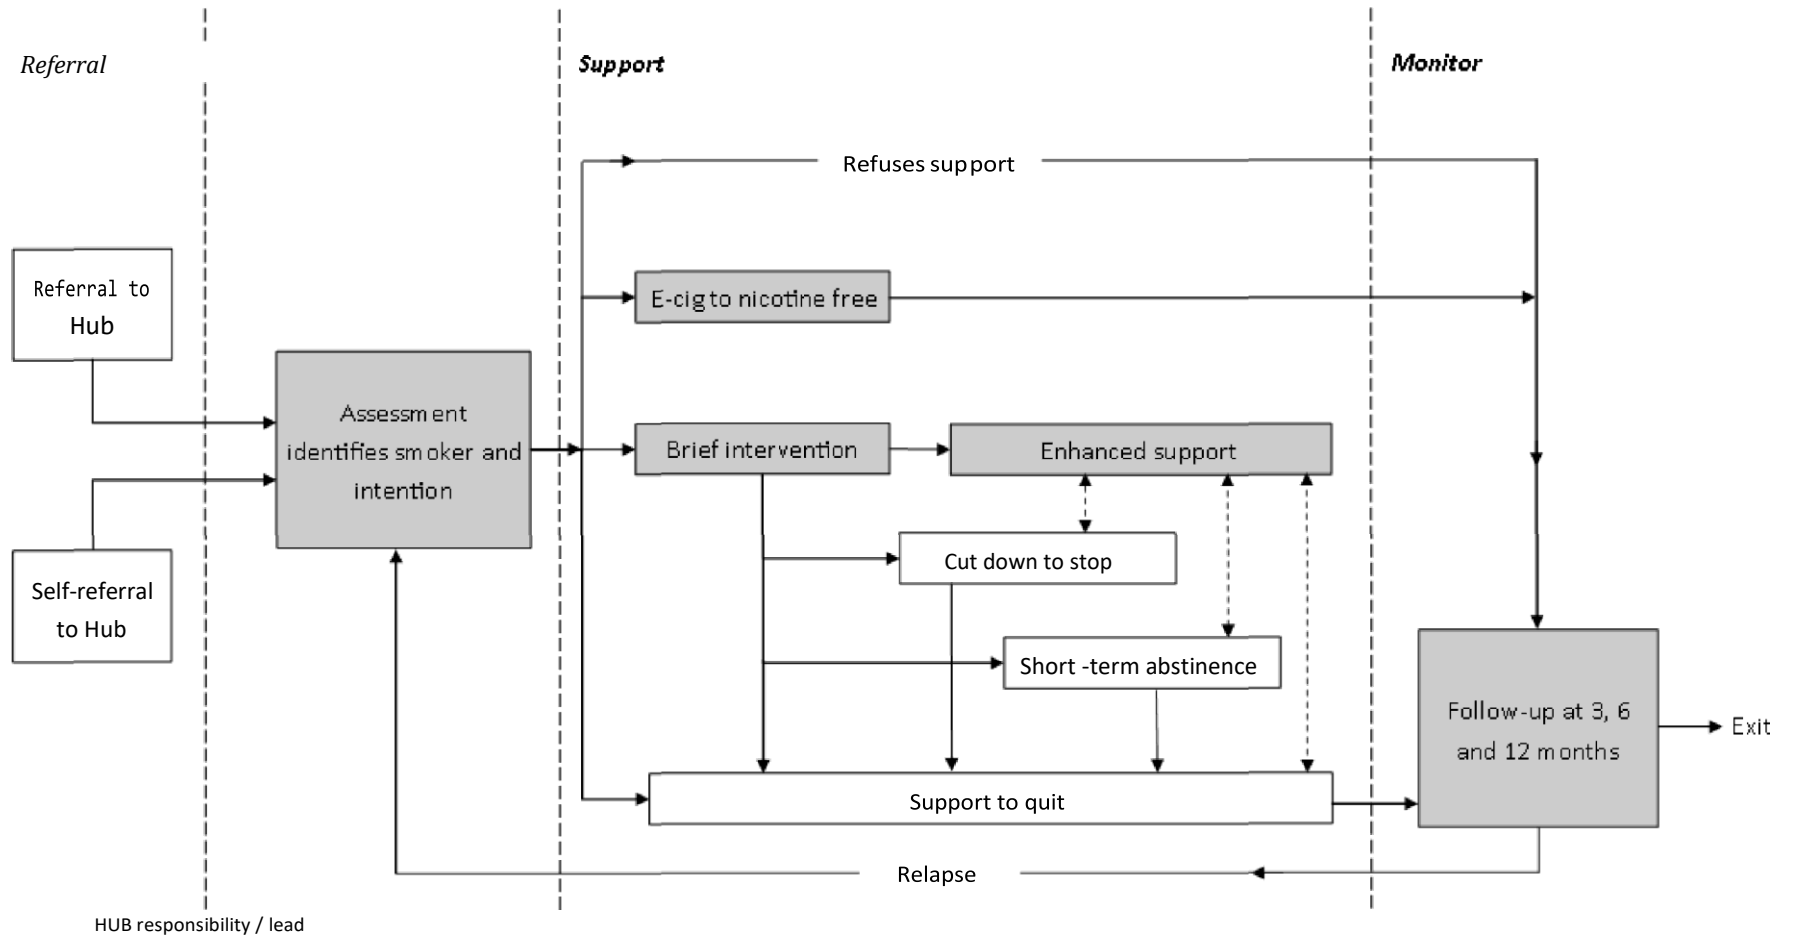 Referral
Support
Monitor
Refuses support
Referral to
Hub
E-cig to nicotine free
Assessment
identifies smoker and
intention
Brief intervention
Enhanced support
Cut down to stop
Self-referral
to Hub
Short -term abstinence
Follow-up at 3, 6
and 12 months
Exit
Support to quit
Relapse
HUB responsibility / lead